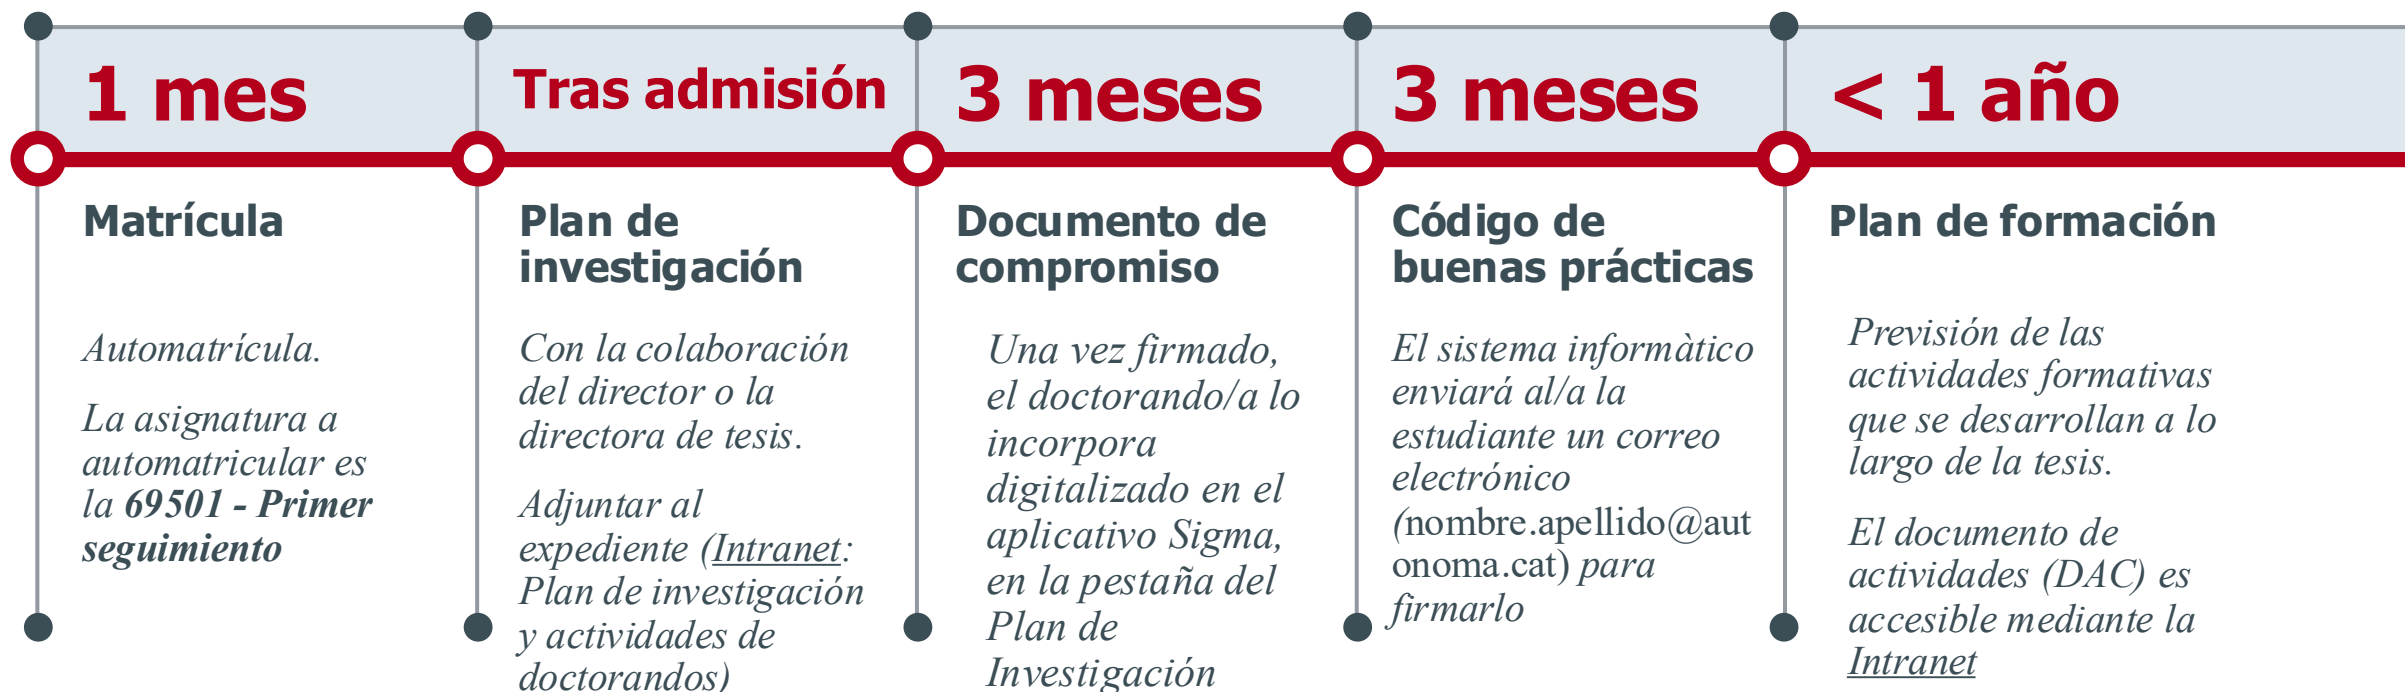 1 mes
Tras admisión
3 meses
3 meses
< 1 año
Matrícula
Automatrícula.
La asignatura a
automatricular es
la 69501 - Primer
seguimiento
Plan de
investigación
Con la colaboración
del director o la
directora de tesis.
Adjuntar al
expediente (Intranet:
Plan de investigación
y actividades de
doctorandos)
Documento de
compromiso
Una vez firmado,
el doctorando/a lo
incorpora
digitalizado en el
aplicativo Sigma,
en la pestaña del
Plan de
Investigación
Código de
buenas prácticas
El sistema informàtico
enviará al/a la
estudiante un correo
electrónico
(nombre.apellido@aut
onoma.cat) para
firmarlo
Plan de formación
Previsión de las
actividades formativas
que se desarrollan a lo
largo de la tesis.
El documento de
actividades (DAC) es
accesible mediante la
Intranet